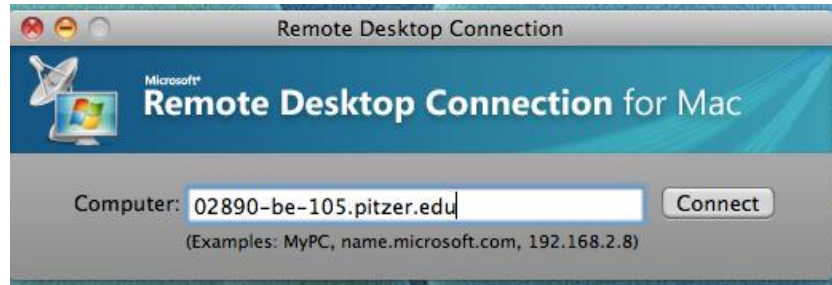 Remote Desktop Connection
Microsoft®
Remote Desktop Connection for Mac
Computer: 02890-be-105.pitzer.edu Connect
(Examples: MyPC, name.microsoft.com, 192.168.2.8)